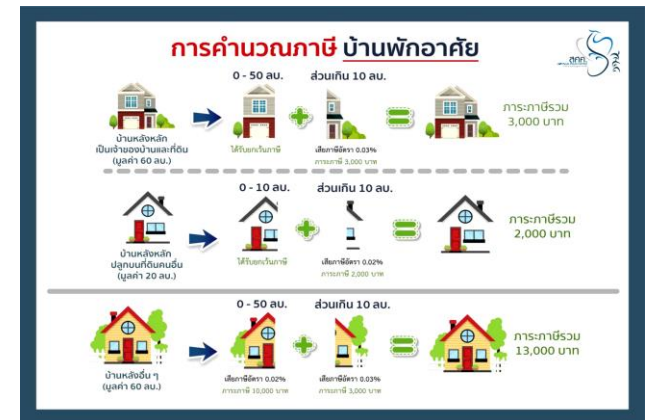 การคำนวณภาษี บ้านพักอาศัย
สศค.
0 - 50 ลบ.
ส่วนเกิน 10 ลบ.
บ้านหลังหลัก
เป็นเจ้าของบ้านและที่ดิน
(มูลค่า 60 ลบ.)
ได้รับยกเว้นภาษี
เสียภาษีอัตรา 0.03%
ภาระภาษี 3,000 บาท
ภาระภาษีรวม
3,000 บาท
0 - 10 ลบ.
ส่วนเกิน 10 ลบ.
บ้านหลังหลัก
ปลูกบนที่ดินคนอื่น
(มูลค่า 20 ลบ.)
ได้รับยกเว้นภาษี
เสียภาษีอัตรา 0.02%
ภาระภาษี 2,000 บาท
ภาระภาษีรวม
2,000 บาท
0 - 50 ลบ.
ส่วนเกิน 10 ลบ.
บ้านหลังอื่น ๆ
(มูลค่า 60 ลบ.)
เสียภาษีอัตรา 0.02%
ภาระภาษี 10,000 บาท
เสียภาษีอัตรา 0.03%
ภาระภาษี 3,000 บาท
ภาระภาษีรวม
13,000 บาท